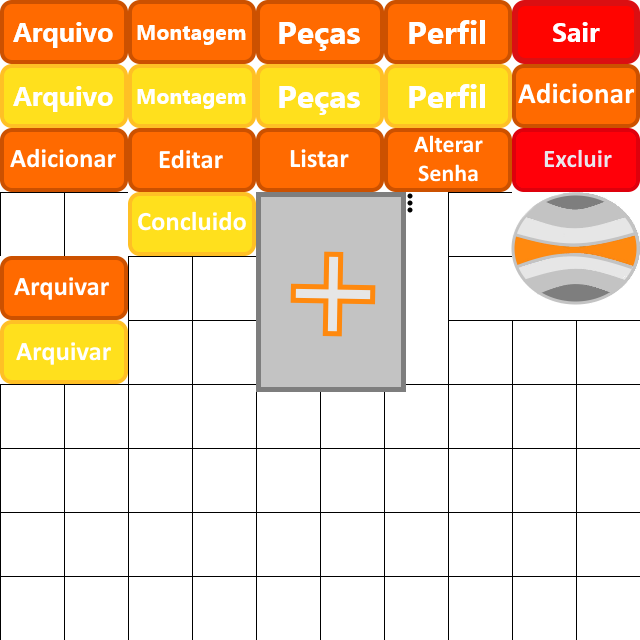 Arquivo Montagem Peças Perfil Sair
Arquivo Montagem Peças Perfil Adicionar
Adicionar Editar Listar Alterar Senha Excluir
Concluido
Arquivar
Arquivar